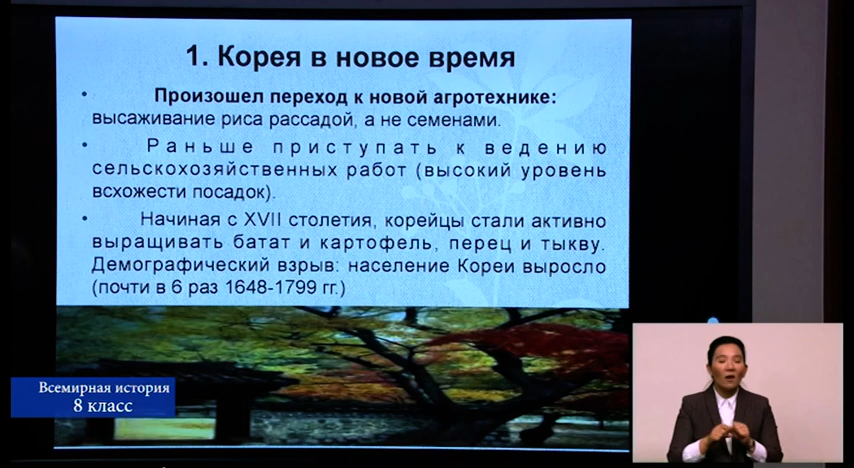 1. Корея в новое время
• Произошел переход к новой агротехнике:
высаживание риса рассадой, а не семенами.
• Раньше приступать к ведению
сельскохозяйственных работ (высокий уровень
всхожести посадок).
• Начиная с XVII столетия, корейцы стали активно
выращивать батат и картофель, перец и тыкву.
Демографический взрыв: население Кореи выросло
(почти в 6 раз 1648-1799 гг.)
Всемирная история
8 класс